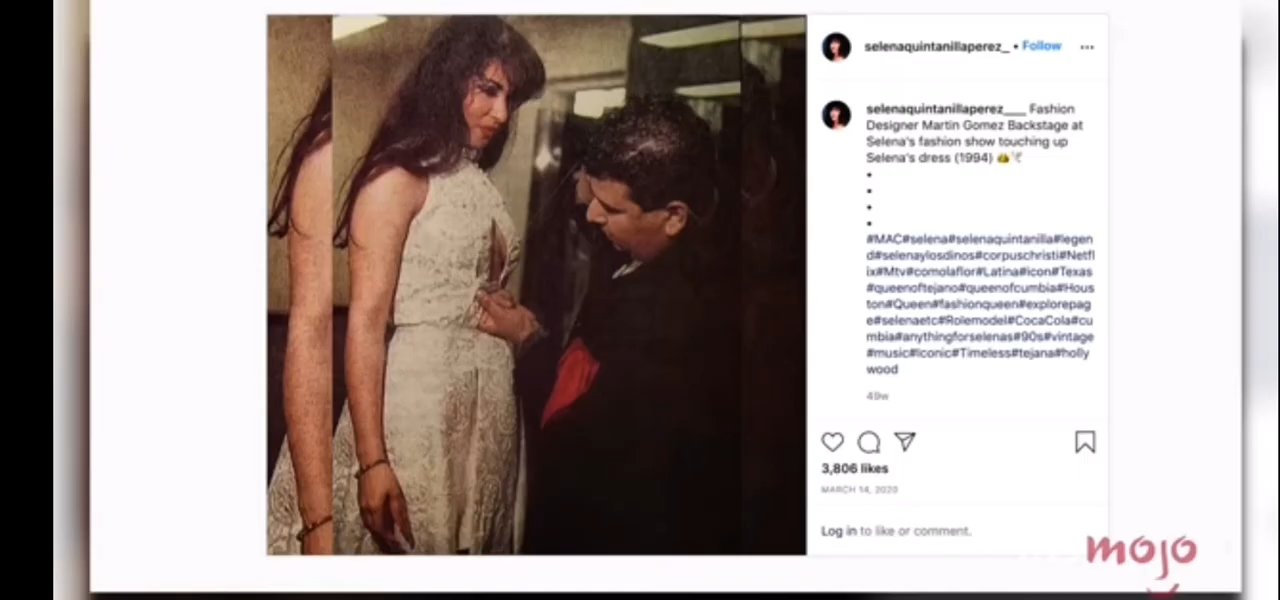 selenaquintillaperez_ • Follow
selenaquintanillaperez___ Fashion
Designer Martin Gomez Backstage at
Selena's fashion show touching up
Selena's dress (1994)
•
•
•
•
#MAC#selena#selenaquintanilla#legen
d#selenaylosdinos#corpuschristi#Netfl
ix#Mtv#comolaflor#Latina#icon#Texas
#queenoftejano#queenofcumbia#Hous
ton#Queen#fashionqueen#explorepag
e#selenaetc#Rolemodel#CocaCola#cu
mbia#anythingforselenas#90s#vintage
#music#Iconic#Timeless#tejana#holly
wood
49w
3,806 likes
MARCH 14, 2020
Log in to like or comment.
mojo